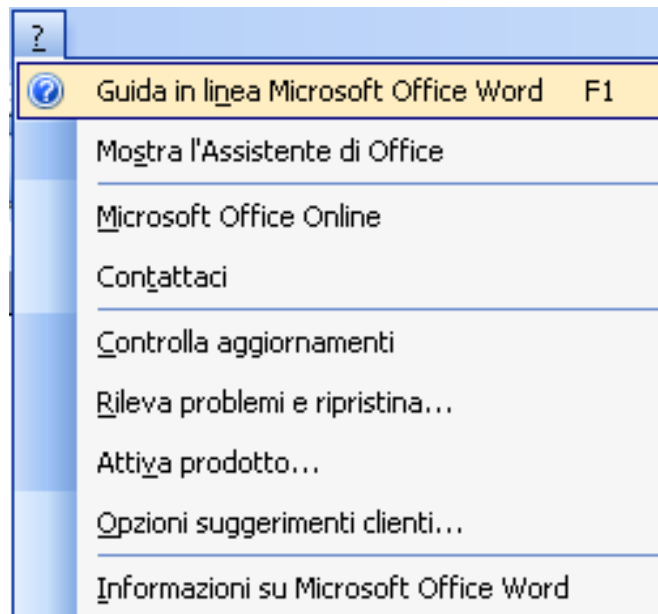 ?
Guida in linea Microsoft Office Word F1
Mostra l'Assistente di Office
Microsoft Office Online
Contattaci
Controlla aggiornamenti
Rileva problemi e ripristina...
Attiva prodotto...
Opzioni suggerimenti clienti...
Informazioni su Microsoft Office Word